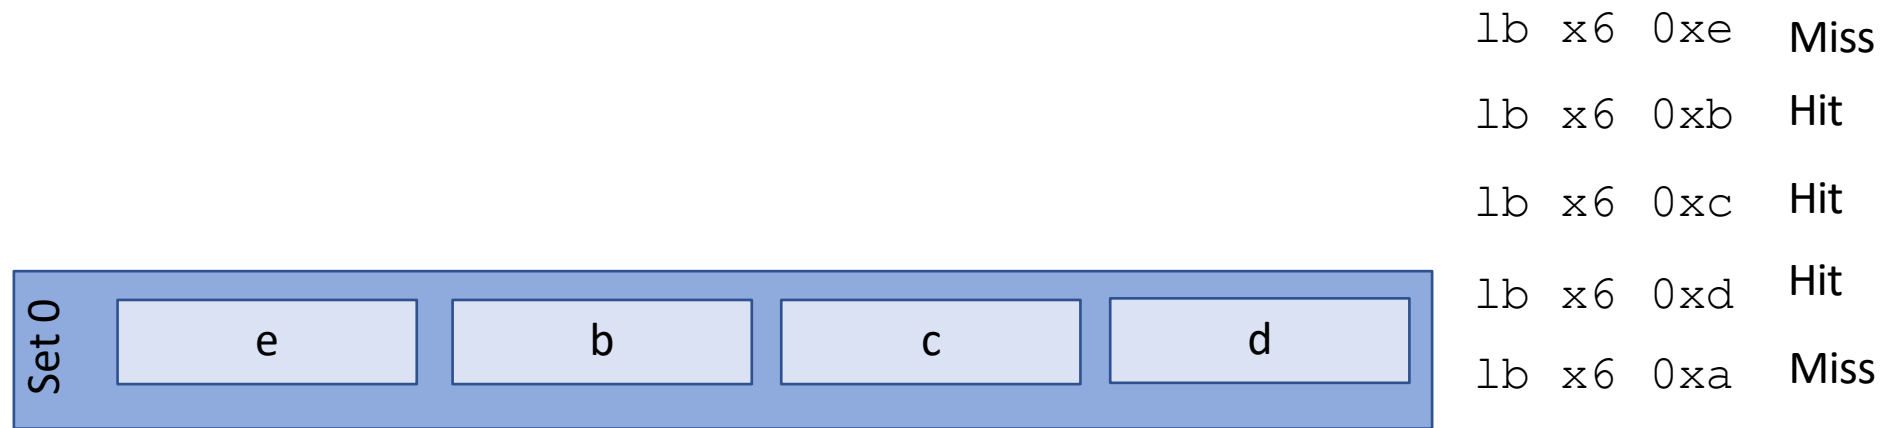 lb x6 0xe Miss
lb x6 0xb Hit
lb x6 0xc Hit
lb x6 0xd Hit
lb x6 0xa Miss
Set 0
e b c d